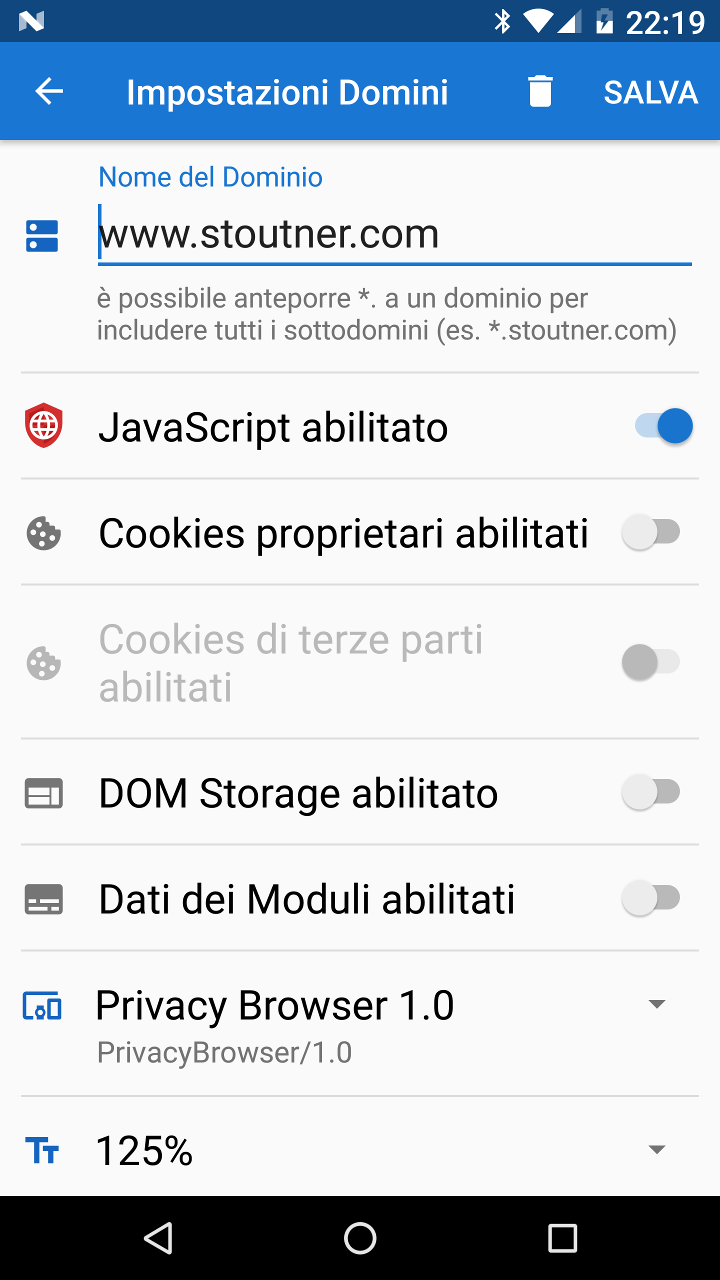 22:19
Impostazioni Domini
SALVA
Nome del Dominio
www.stoutner.com
è possibile anteporre *. a un dominio per
includere tutti i sottodomini (es. *.stoutner.com)
JavaScript abilitato
Cookies proprietari abilitati
Cookies di terze parti
abilitati
DOM Storage abilitato
Dati dei Moduli abilitati
Privacy Browser 1.0
PrivacyBrowser/1.0
125%